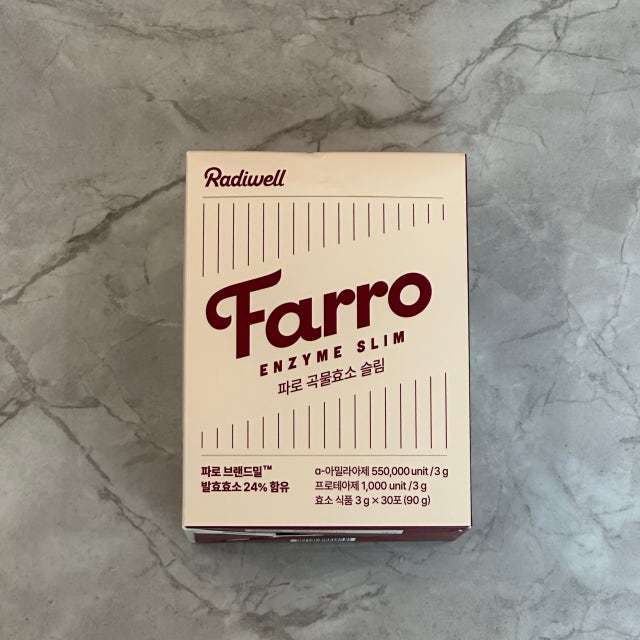 Radiwell
Farro
ENZYME SLIM
파로 곡물효소 슬림
파로 브랜드밀™
발효효소 24% 함유
α-아밀라아제 550,000 unit/3 g
프로테아제 1,000 unit/3 g
효소 식품 3 g × 30포 (90 g)